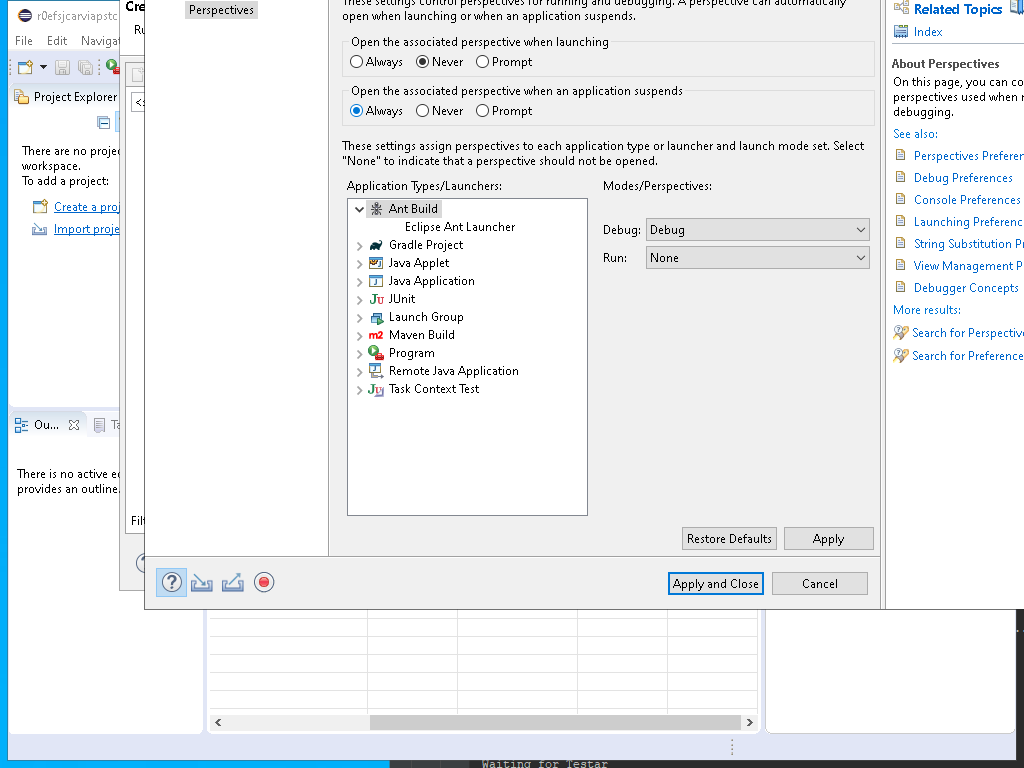 r0efsjcarviapstc
File Edit Navigat
Project Explorer
There are no proje
workspace.
To add a project:
Create a proj
Import proje
Ou...
Ta
There is no active e
provides an outline.
Cre
Ru
Filt
Perspectives
These settings control perspectives for running and debugging. A perspective can automatically
open when launching or when an application suspends.
Open the associated perspective when launching
Always Never Prompt
Open the associated perspective when an application suspends
Always Never Prompt
These settings assign perspectives to each application type or launcher and launch mode set. Select
"None" to indicate that a perspective should not be opened.
Application Types/Launchers:
Ant Build
Eclipse Ant Launcher
Gradle Project
Java Applet
Java Application
JUnit
Launch Group
Maven Build
Program
Remote Java Application
Task Context Test
Modes/Perspectives:
Debug: Debug
Run: None
Restore Defaults Apply
Apply and Close Cancel
Related Topics
Index
About Perspectives
On this page, you can co
perspectives used when r
debugging.
See also:
Perspectives Preferen
Debug Preferences
Console Preferences
Launching Preferenc
String Substitution Pr
View Management P
Debugger Concepts
More results:
Search for Perspective
Search for Preference
Waiting for Testar